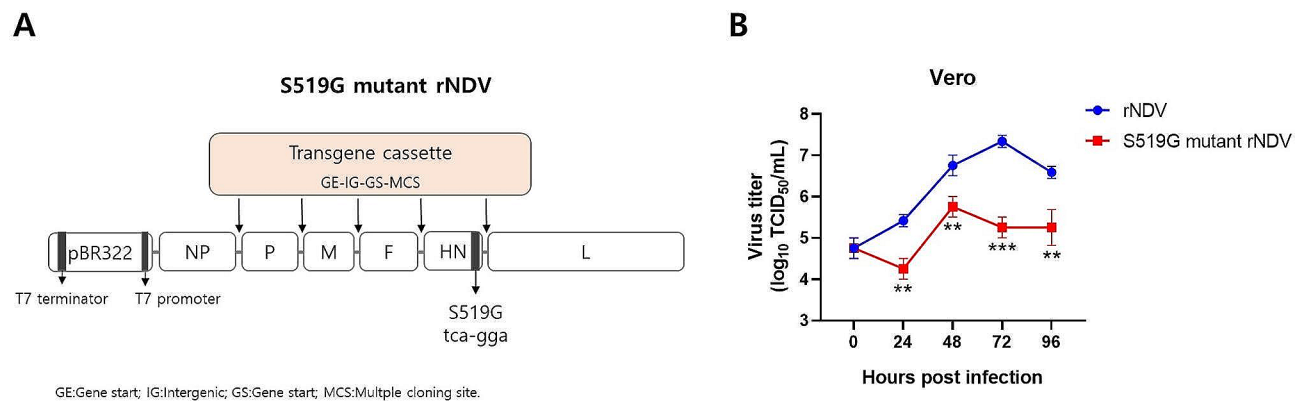 A
S519G mutant rNDV
Transgene cassette
GE-IG-GS-MCS
pBR322
NP
P
M
F
HN
L
T7 terminator
T7 promoter
S519G
tca-gga
GE:Gene start; IG:Intergenic; GS:Gene start; MCS:Multple cloning site.
B
Vero
rNDV
S519G mutant rNDV
Virus titer
(log10 TCID50/mL)
8
7
6
5
4
3
**
**
***
**
0 24 48 72 96
Hours post infection